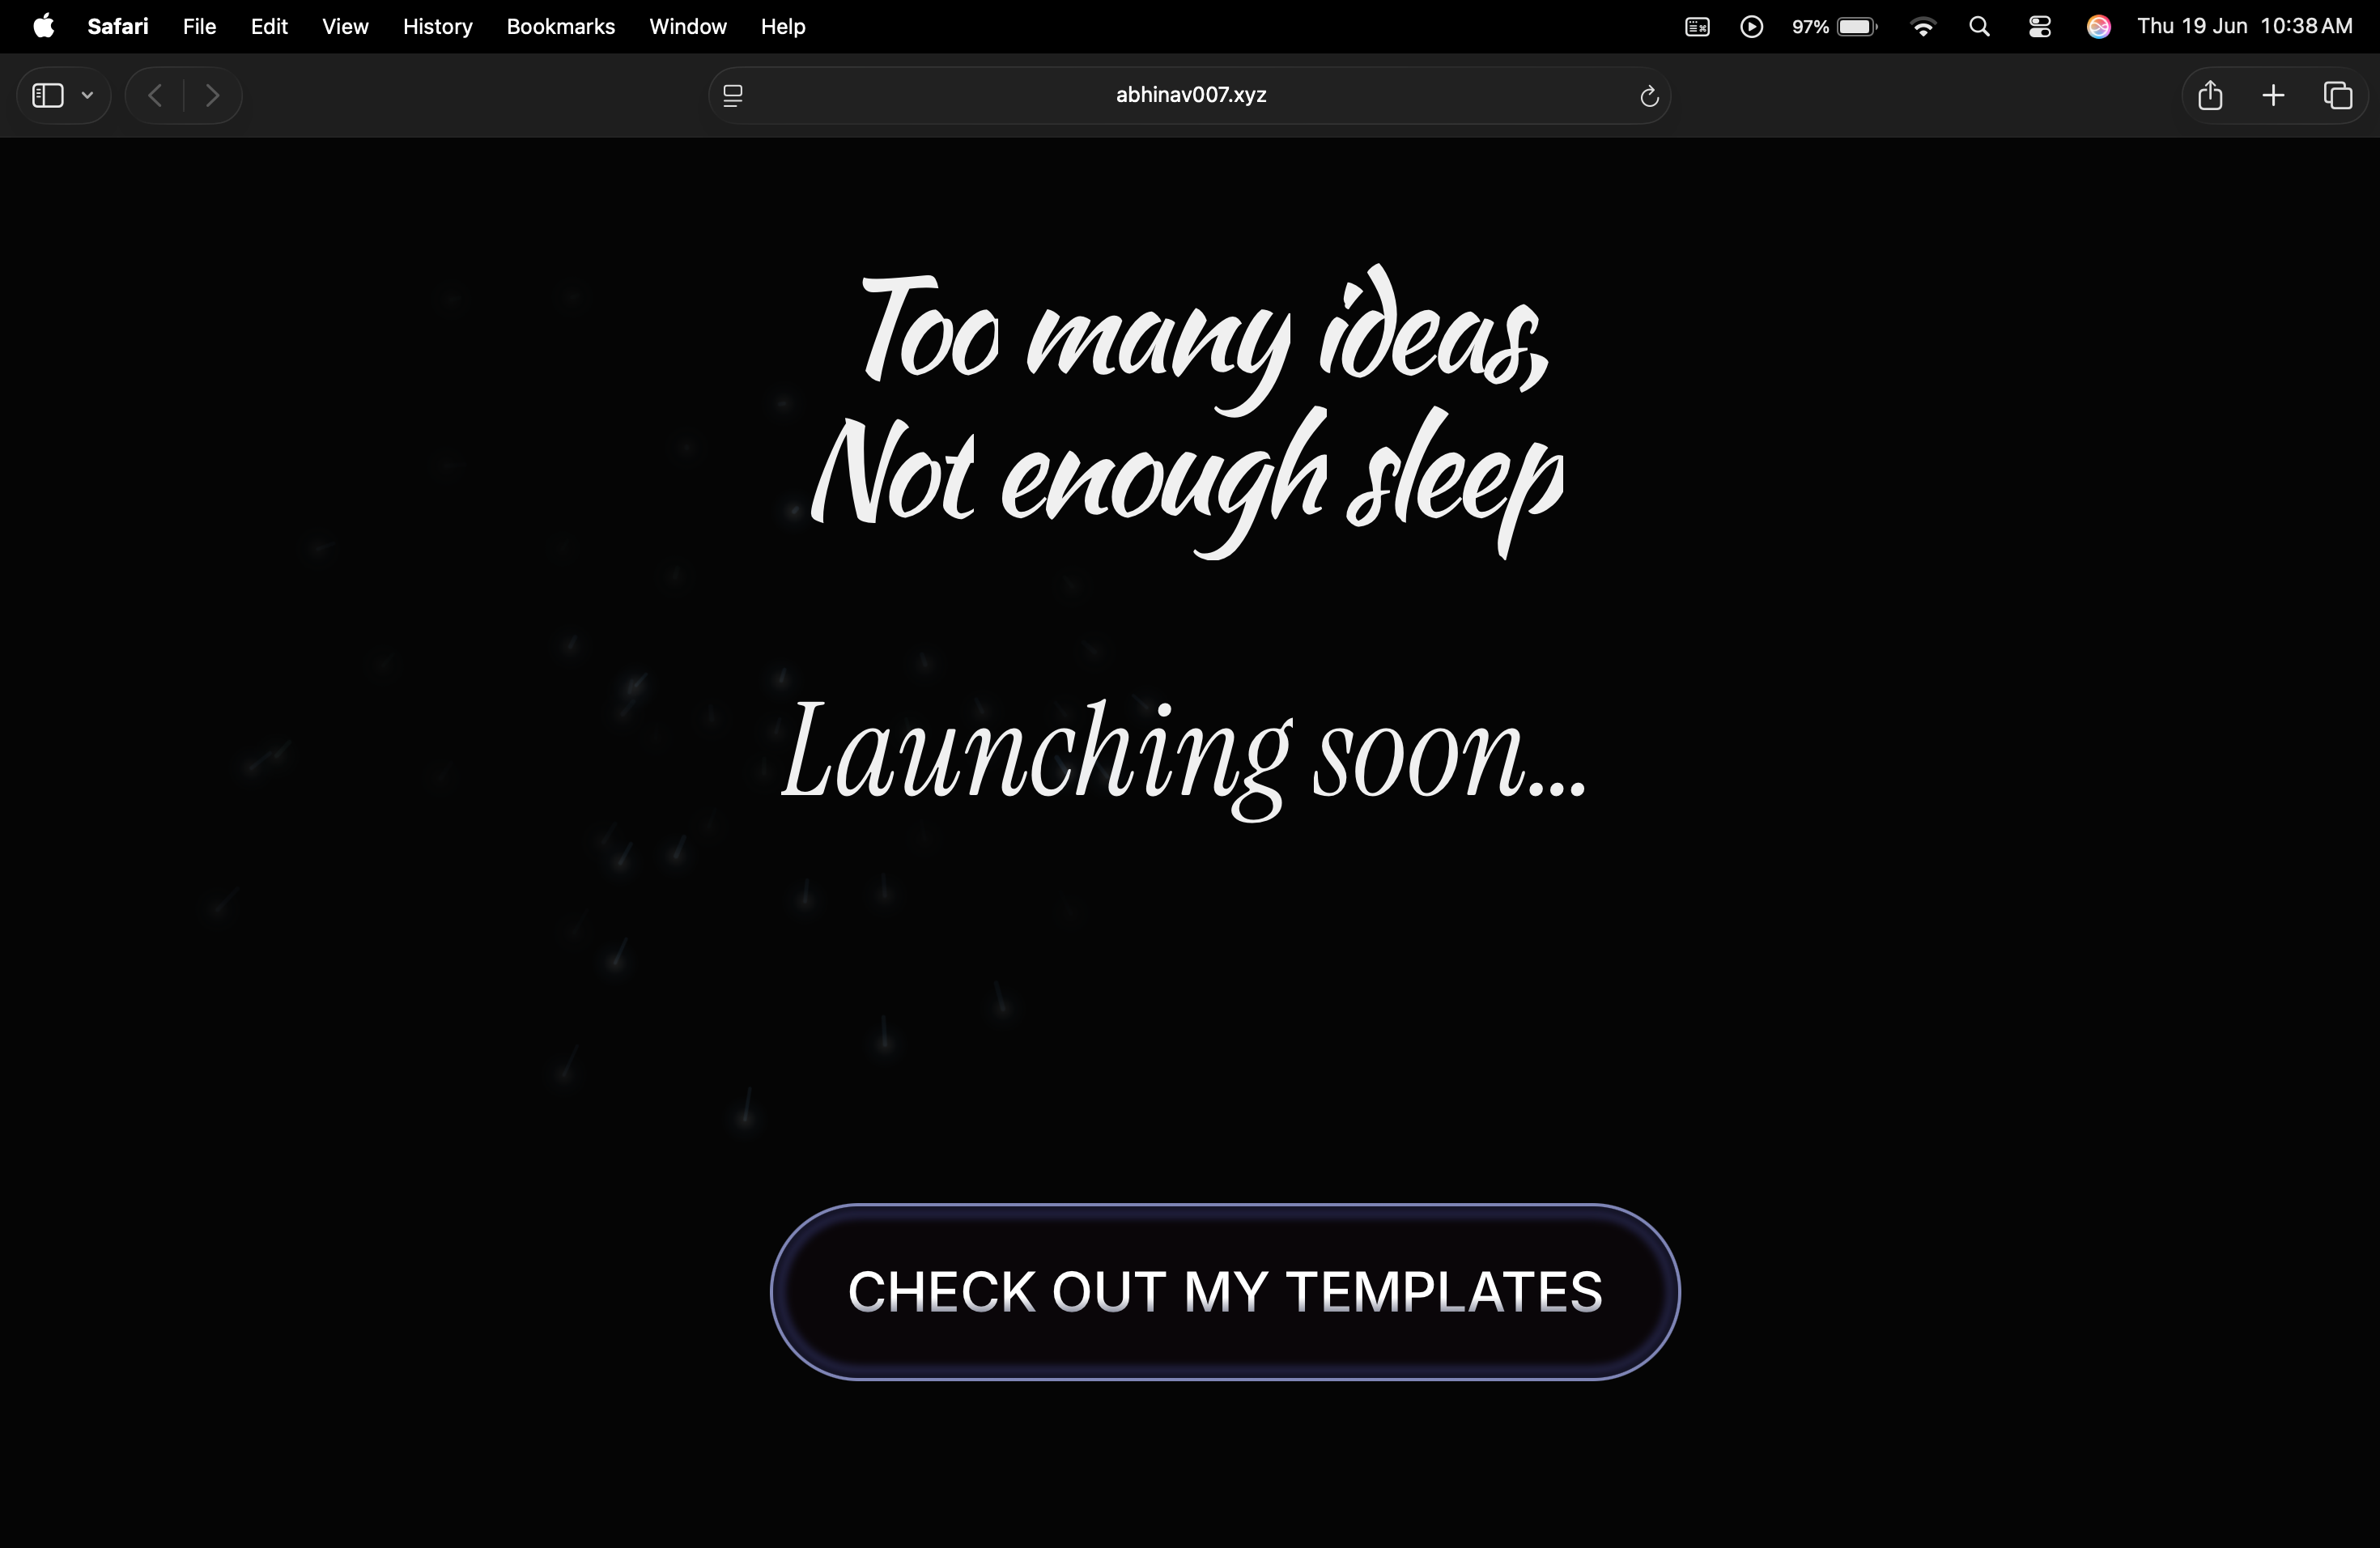 Safari File Edit View History Bookmarks Window Help 97% Thu 19 Jun 10:38 AM
abhinav007.xyz
Too many ideas,
Not enough sleep
Launching soon...
CHECK OUT MY TEMPLATES